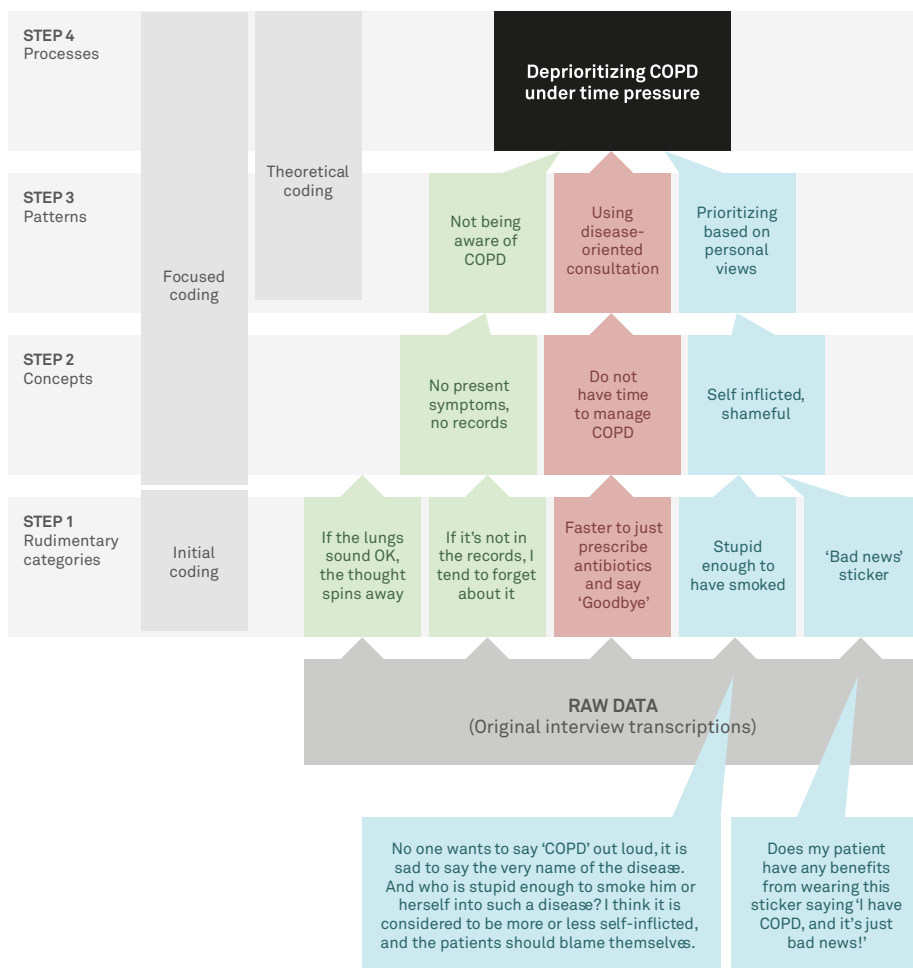 STEP 4
Processes
Deprioritizing COPD
under time pressure
Theoretical
coding
STEP 3
Patterns
Not being
aware of
COPD
Using
disease-
oriented
consultation
Prioritizing
based on
personal
views
Focused
coding
STEP 2
Concepts
No present
symptoms,
no records
Do not
have time
to manage
COPD
Self inflicted,
shameful
STEP 1
Rudimentary
categories
Initial
coding
If the lungs
sound OK,
the thought
spins away
If it’s not in
the records, I
tend to forget
about it
Faster to just
prescribe
antibiotics
and say
‘Goodbye’
Stupid
enough to
have smoked
‘Bad news’
sticker
RAW DATA
(Original interview transcriptions)
No one wants to say ‘COPD’ out loud, it is
sad to say the very name of the disease.
And who is stupid enough to smoke him or
herself into such a disease? I think it is
considered to be more or less self-inflicted,
and the patients should blame themselves.
Does my patient
have any benefits
from wearing this
sticker saying ‘I have
COPD, and it’s just
bad news!’